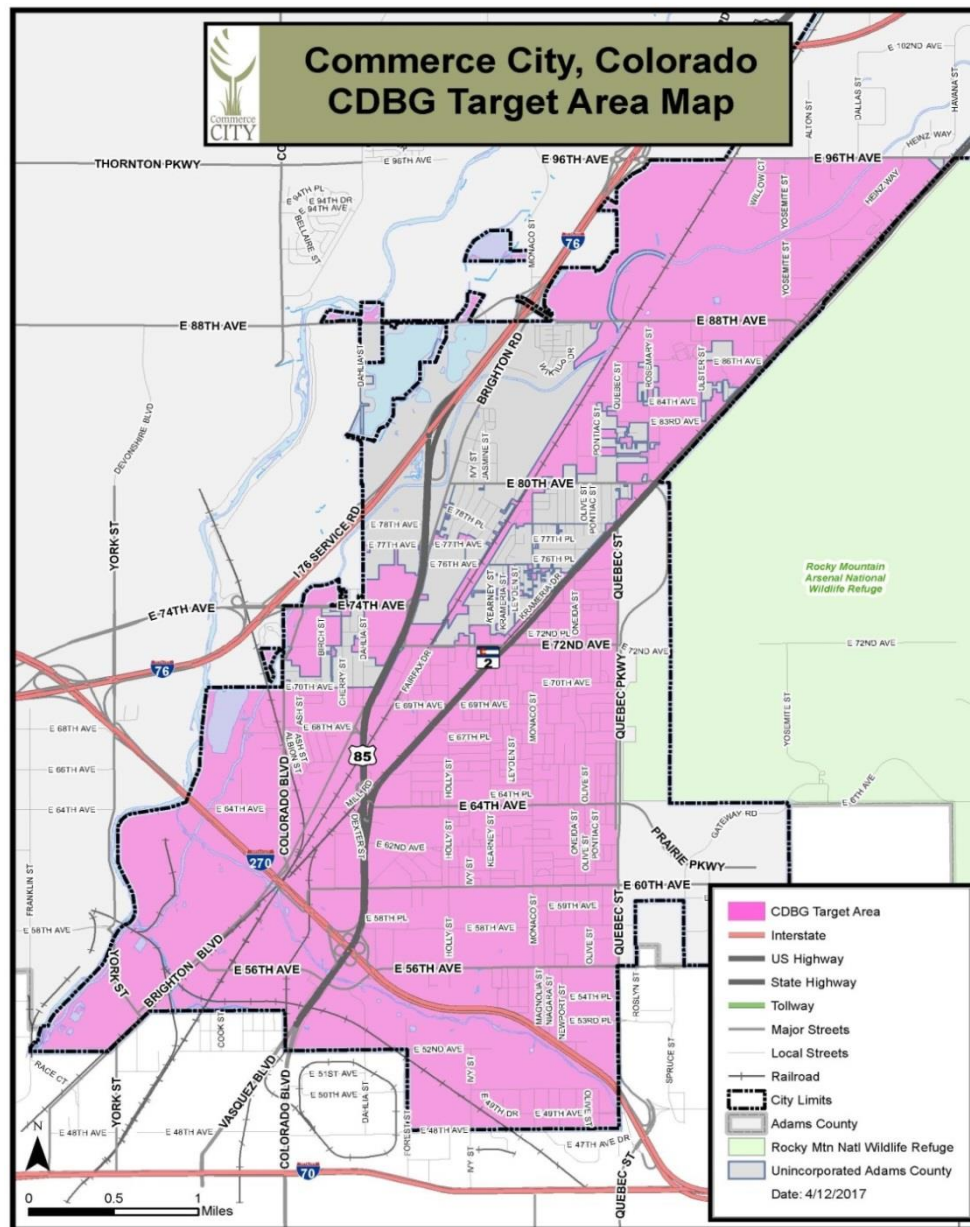 Commerce City, Colorado
CDBG Target Area Map
Commerce
CITY
E 102ND AVE
HAVANA ST
DALLAS ST
ALTON ST
HEINZ WAY
THORNTON PKWY
E 96TH AVE
E 96TH AVE
E 96TH AVE
E 94TH PL
E 94TH DR
E 94TH AVE
BELLAIRE ST
MONACO ST
76
WILLOW CT
YOSEMITE ST
HEINZ WAY
YOSEMITE ST
E 88TH AVE
E 88TH AVE
DAHLIA ST
BRIGHTON RD
QUEBEC ST
ROSEMARY ST
ULSTER ST
E 86TH AVE
E 84TH AVE
E 83RD AVE
PONTIAC ST
DEVONSHIRE BLVD
IVY ST
JASMINE ST
E 80TH AVE
OLIVE ST
PONTIAC ST
YORK ST
I 76 SERVICE RD
E 78TH AVE
E 78TH PL
E 77TH AVE
E 77TH AVE
E 77TH PL
E 76TH AVE
E 76TH PL
QUEBEC ST
Rocky Mountain
Arsenal National
Wildlife Refuge
E 74TH AVE
E 74TH AVE
KEARNEY ST
KRAMERIA ST
LEYDEN ST
KRAMERIA DR
ONEIDA ST
BIRCH ST
DAHLIA ST
CHERRY ST
E 72ND PL
E 72ND AVE
E 72ND AVE
2
76
FAIRFAX DR
QUEBEC PKWY
YOSEMITE ST
E 70TH AVE
E 70TH AVE
E 69TH AVE
E 69TH AVE
MONACO ST
ASH ST
ASH ST
ALBION ST
E 68TH AVE
E 68TH AVE
E 67TH PL
85
E 66TH AVE
LEYDEN ST
HOLLY ST
E 64TH PL
OLIVE ST
E 6TH AVE
COLORADO BLVD
MILL RD
E 64TH AVE
E 64TH AVE
E 64TH AVE
GATEWAY RD
DEXTER ST
E 62ND AVE
HOLLY ST
KEARNEY ST
IVY ST
ONEIDA ST
OLIVE ST
PONTIAC ST
PRAIRIE PKWY
270
E 60TH AVE
FRANKLIN ST
E 58TH AVE
E 58TH PL
E 59TH AVE
E 58TH AVE
HOLLY ST
MONACO ST
OLIVE ST
QUEBEC ST
YORK ST
BRIGHTON BLVD
E 56TH AVE
E 56TH AVE
MAGNOLIA ST
NIAGARA ST
NEWPORT ST
E 54TH PL
E 53RD PL
ROSLYN ST
COOK ST
E 52ND AVE
RACE CT
E 51ST AVE
E 50TH AVE
DAHLIA ST
IVY ST
SPRUCE ST
YORK ST
VASQUEZ BLVD
COLORADO BLVD
FOREST ST
E 49TH DR
E 49TH AVE
OLIVE ST
E 48TH AVE
E 48TH AVE
E 48TH AVE
E 47TH AVE DR
IVY ST
QUEBEC ST
70
N
0 0.5 1
Miles
CDBG Target Area
Interstate
US Highway
State Highway
Tollway
Major Streets
Local Streets
Railroad
City Limits
Adams County
Rocky Mtn Natl Wildlife Refuge
Unincorporated Adams County
Date: 4/12/2017